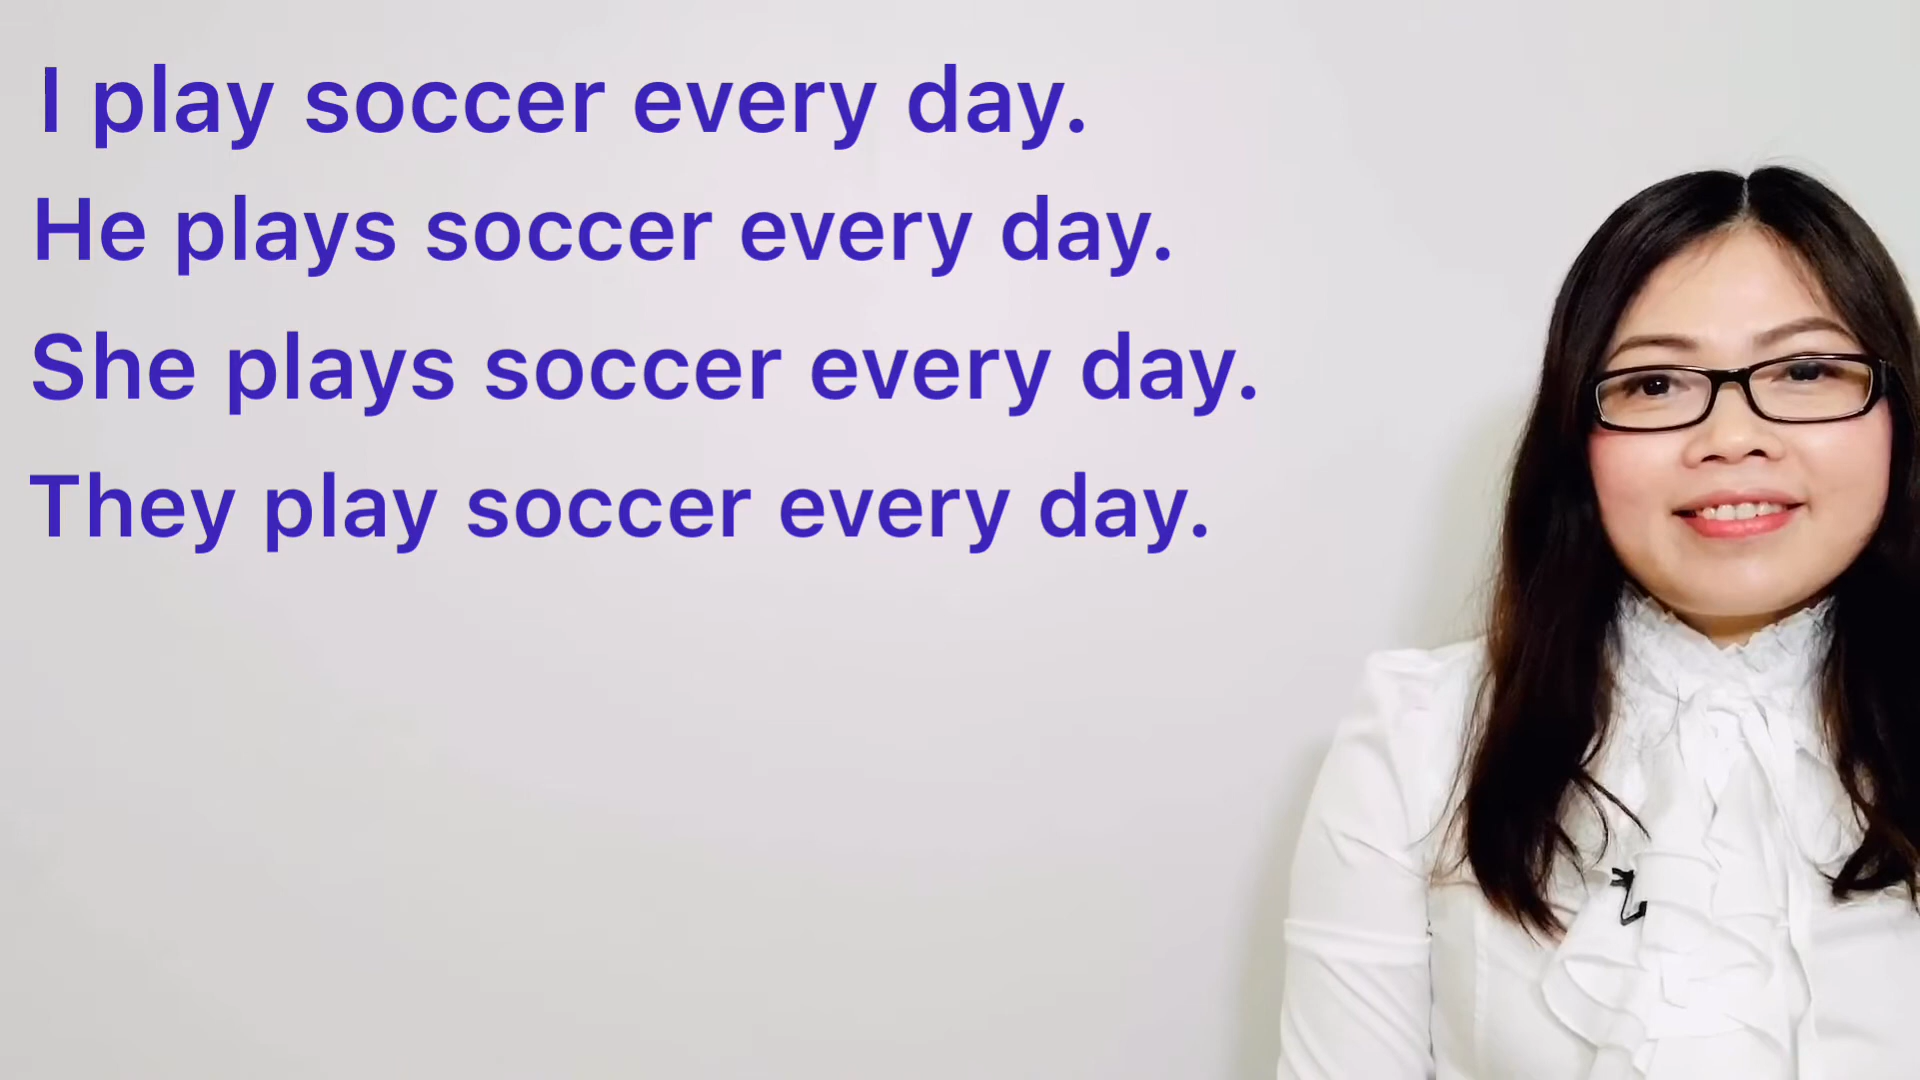 I play soccer every day.
He plays soccer every day.
She plays soccer every day.
They play soccer every day.